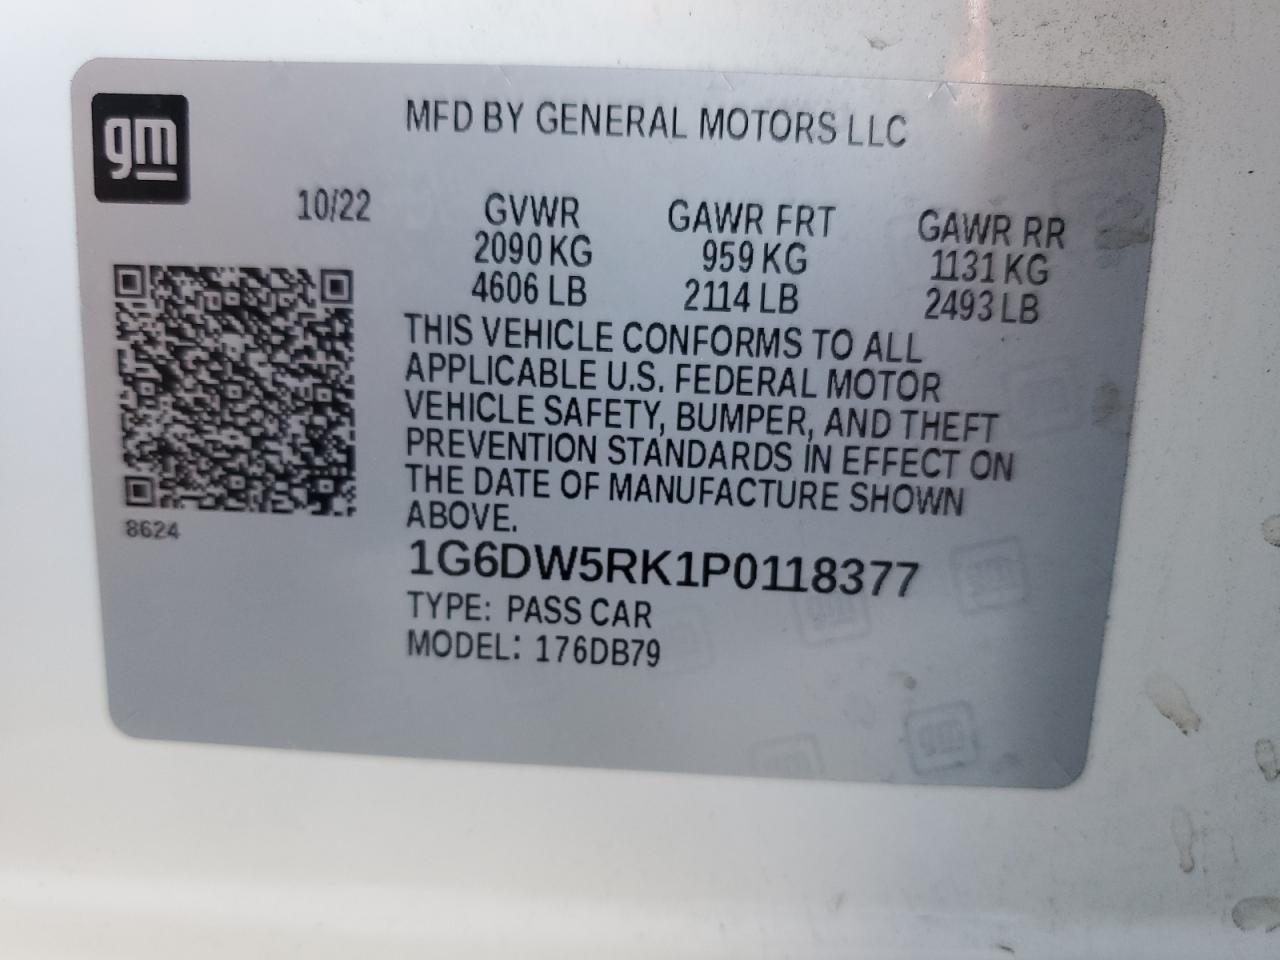 gm
MFD BY GENERAL MOTORS LLC
10/22 GVWR GAWR FRT GAWR RR
2090 KG 959 KG 1131 KG
4606 LB 2114 LB 2493 LB
THIS VEHICLE CONFORMS TO ALL
APPLICABLE U.S. FEDERAL MOTOR
VEHICLE SAFETY, BUMPER, AND THEFT
PREVENTION STANDARDS IN EFFECT ON
THE DATE OF MANUFACTURE SHOWN
ABOVE.
8624
1G6DW5RK1P0118377
TYPE: PASS CAR
MODEL: 176DB79